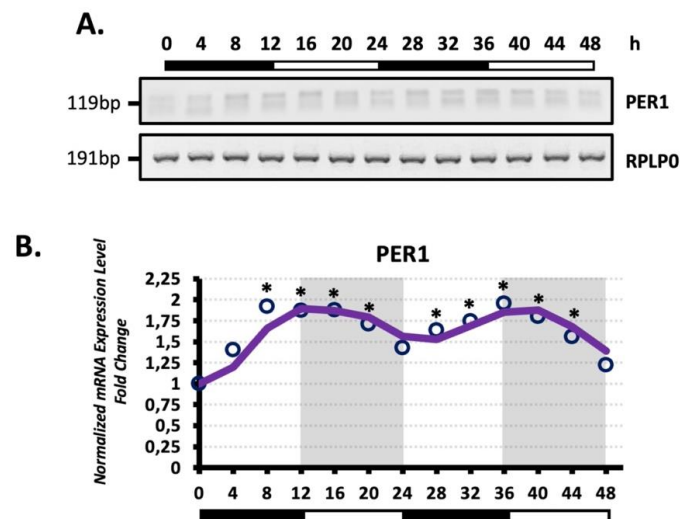 A.
0 4 8 12 16 20 24 28 32 36 40 44 48 h
119bp PER1
191bp RPLP0
B.
PER1
Normalized mRNA Expression Level
Fold Change
2,25
2
1,75
1,5
1,25
1
0,75
0,5
0,25
0
* * * * * * * * *
0 4 8 12 16 20 24 28 32 36 40 44 48